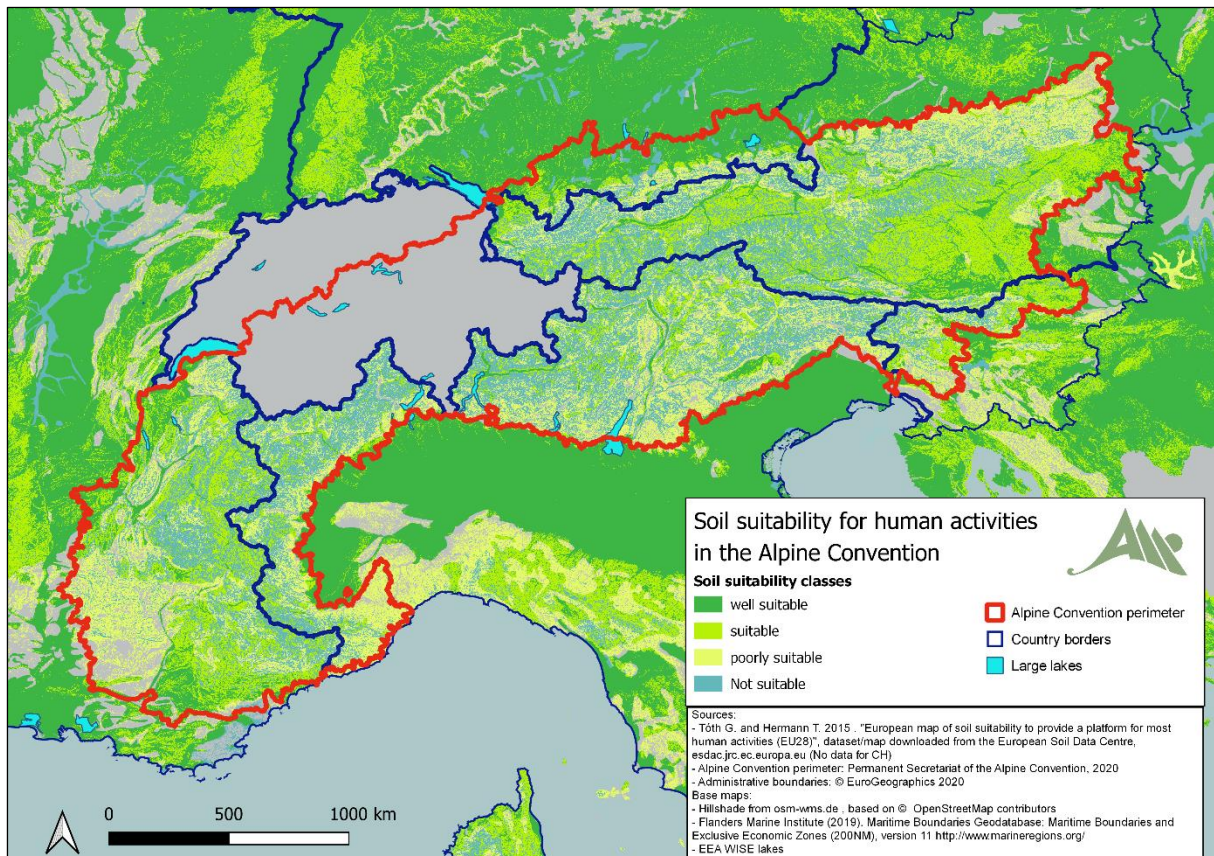 Soil suitability for human activities
in the Alpine Convention
Soil suitability classes
well suitable
suitable
poorly suitable
Not suitable
Alpine Convention perimeter
Country borders
Large lakes
Sources:
- Tóth G. and Hermann T. 2015 . "European map of soil suitability to provide a platform for most
human activities (EU28)", dataset/map downloaded from the European Soil Data Centre,
esdac.jrc.ec.europa.eu (No data for CH)
- Alpine Convention perimeter: Permanent Secretariat of the Alpine Convention, 2020
- Administrative boundaries: © EuroGeographics 2020
Base maps:
- Hillshade from osm-wms.de , based on © OpenStreetMap contributors
- Flanders Marine Institute (2019). Maritime Boundaries Geodatabase: Maritime Boundaries and
Exclusive Economic Zones (200NM), version 11 http://www.marineregions.org/
- EEA WISE lakes
0 500 1000 km